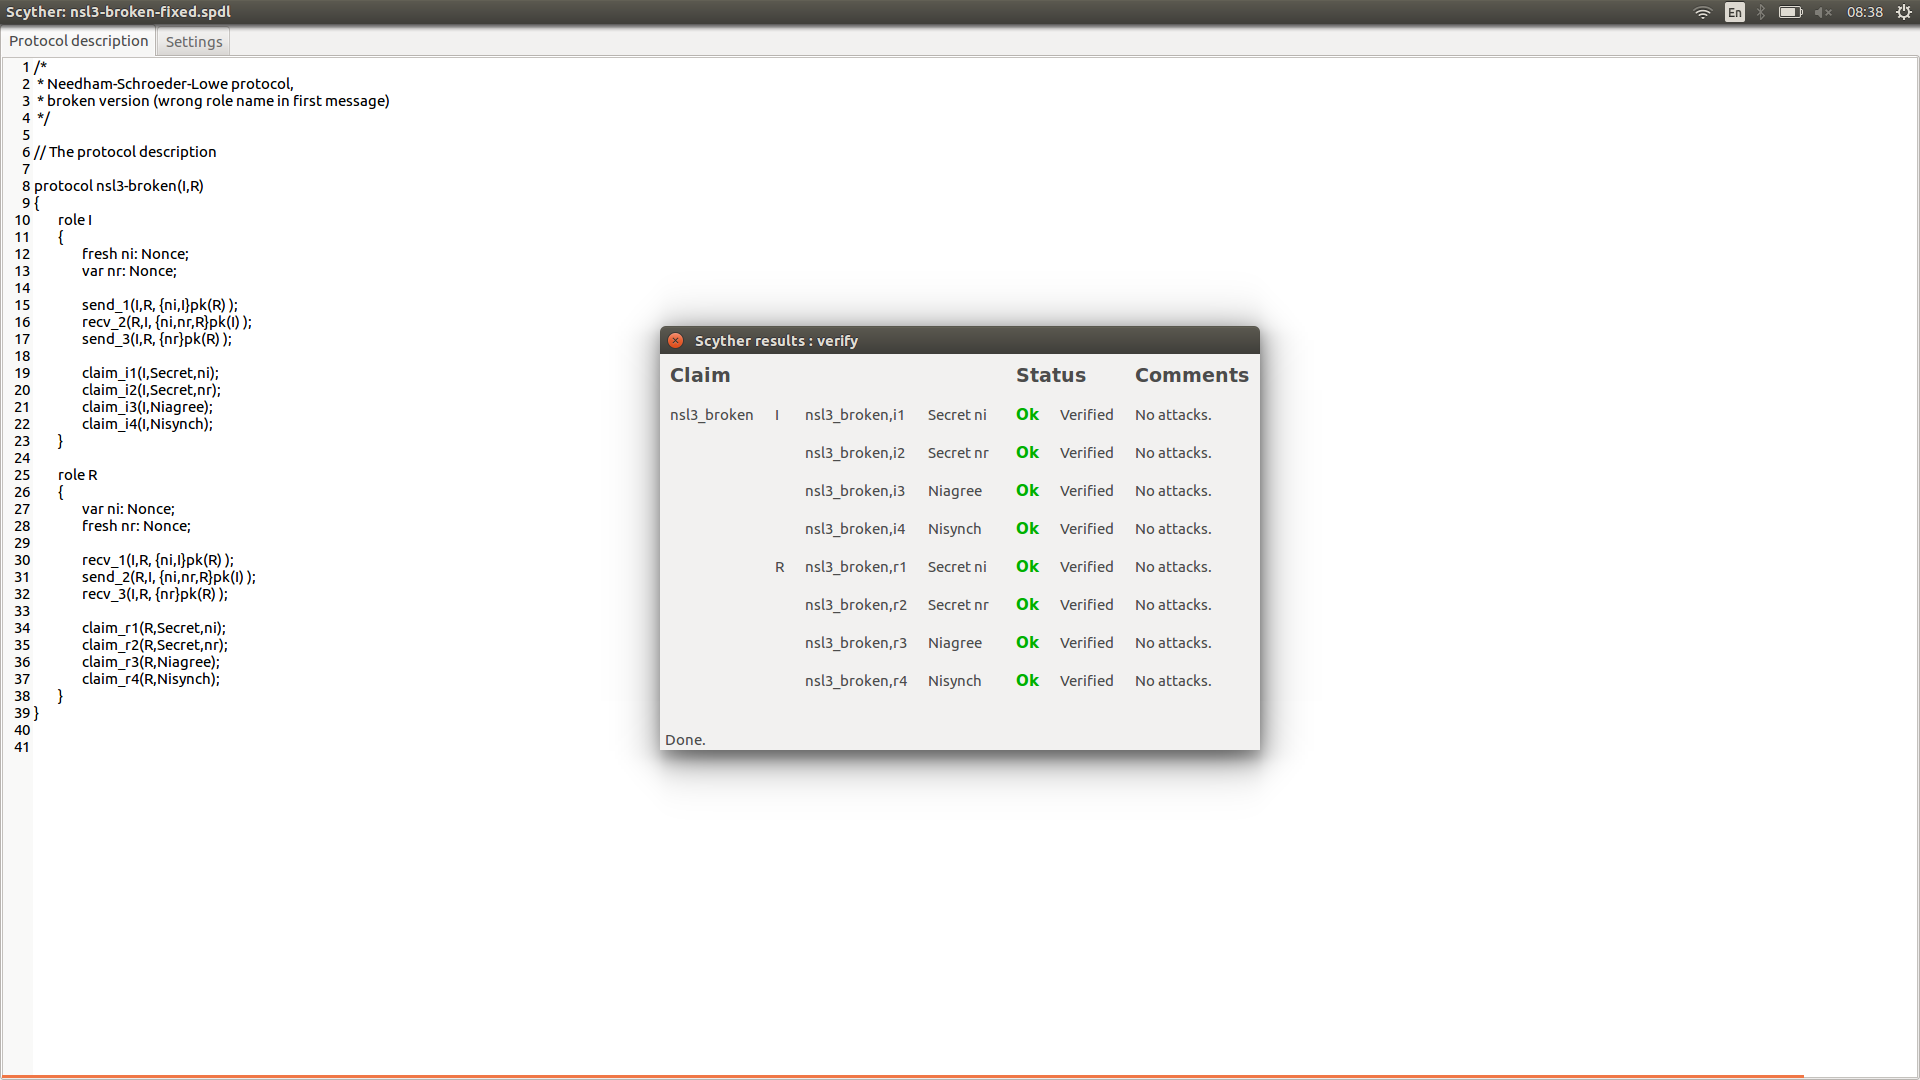 Scyther: nsl3-broken-fixed.spdl
En
08:38
Protocol description
Settings
1 /*
2 * Needham-Schroeder-Lowe protocol,
3 * broken version (wrong role name in first message)
4 */
5
6 // The protocol description
7
8 protocol nsl3-broken(I,R)
9 {
10 role I
11 {
12 fresh ni: Nonce;
13 var nr: Nonce;
14
15 send_1(I,R, {ni,I}pk(R) );
16 recv_2(R,I, {ni,nr,R}pk(I) );
17 send_3(I,R, {nr}pk(R) );
18
19 claim_i1(I,Secret,ni);
20 claim_i2(I,Secret,nr);
21 claim_i3(I,Niagree);
22 claim_i4(I,Nisynch);
23 }
24
25 role R
26 {
27 var ni: Nonce;
28 fresh nr: Nonce;
29
30 recv_1(I,R, {ni,I}pk(R) );
31 send_2(R,I, {ni,nr,R}pk(I) );
32 recv_3(I,R, {nr}pk(R) );
33
34 claim_r1(R,Secret,ni);
35 claim_r2(R,Secret,nr);
36 claim_r3(R,Niagree);
37 claim_r4(R,Nisynch);
38 }
39 }
40
41
Scyther results : verify
Claim Status Comments
nsl3_broken I nsl3_broken,i1 Secret ni Ok Verified No attacks.
nsl3_broken,i2 Secret nr Ok Verified No attacks.
nsl3_broken,i3 Niagree Ok Verified No attacks.
nsl3_broken,i4 Nisynch Ok Verified No attacks.
R nsl3_broken,r1 Secret ni Ok Verified No attacks.
nsl3_broken,r2 Secret nr Ok Verified No attacks.
nsl3_broken,r3 Niagree Ok Verified No attacks.
nsl3_broken,r4 Nisynch Ok Verified No attacks.
Done.